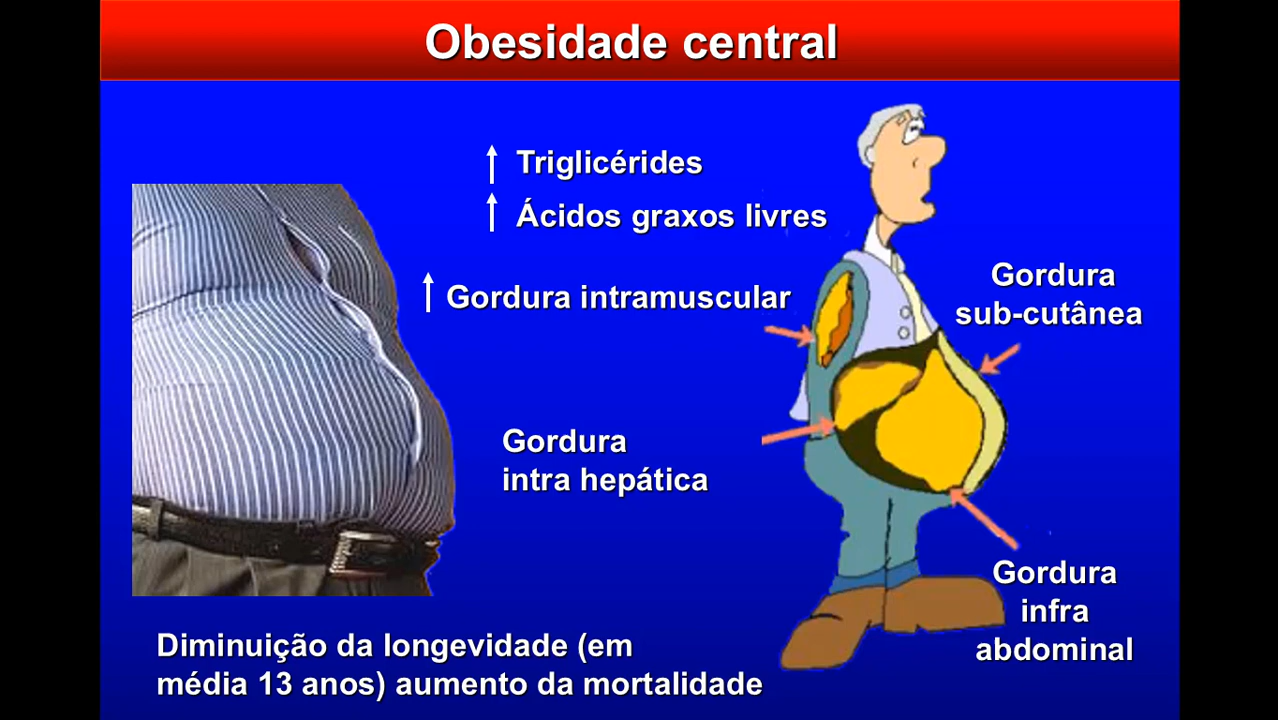 Obesidade central
Triglicérides
Ácidos graxos livres
Gordura intramuscular
Gordura
sub-cutânea
Gordura
intra hepática
Gordura
infra
abdominal
Diminuição da longevidade (em
média 13 anos) aumento da mortalidade